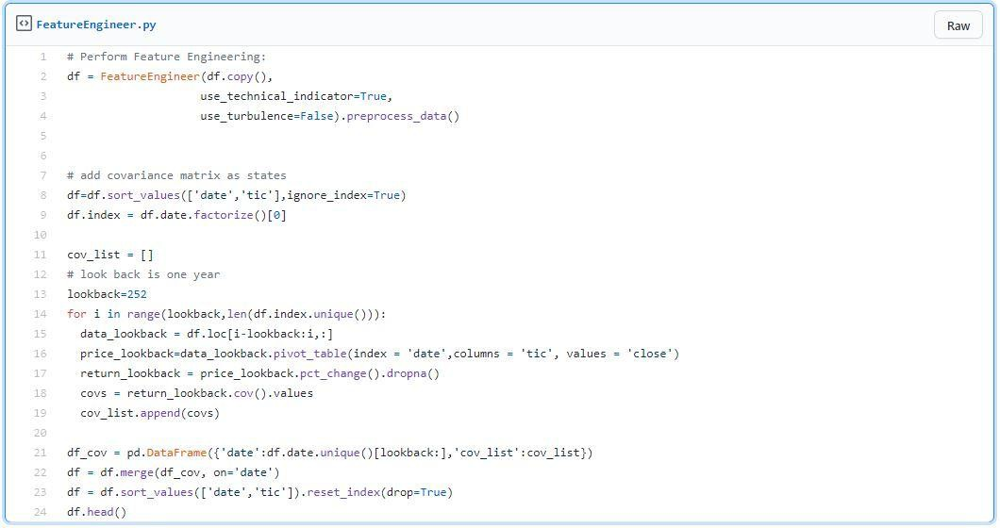 FeatureEngineer.py
Raw
1 # Perform Feature Engineering:
2 df = FeatureEngineer(df.copy(),
3                    use_technical_indicator=True,
4                    use_turbulence=False).preprocess_data()
5
6
7 # add covariance matrix as states
8 df=df.sort_values(['date','tic'],ignore_index=True)
9 df.index = df.date.factorize()[0]
10
11 cov_list = []
12 # look back is one year
13 lookback=252
14 for i in range(lookback,len(df.index.unique())):
15   data_lookback = df.loc[i-lookback:i,:]
16   price_lookback=data_lookback.pivot_table(index = 'date',columns = 'tic', values = 'close')
17   return_lookback = price_lookback.pct_change().dropna()
18   covs = return_lookback.cov().values
19   cov_list.append(covs)
20
21 df_cov = pd.DataFrame({'date':df.date.unique()[lookback:],'cov_list':cov_list})
22 df = df.merge(df_cov, on='date')
23 df = df.sort_values(['date','tic']).reset_index(drop=True)
24 df.head()